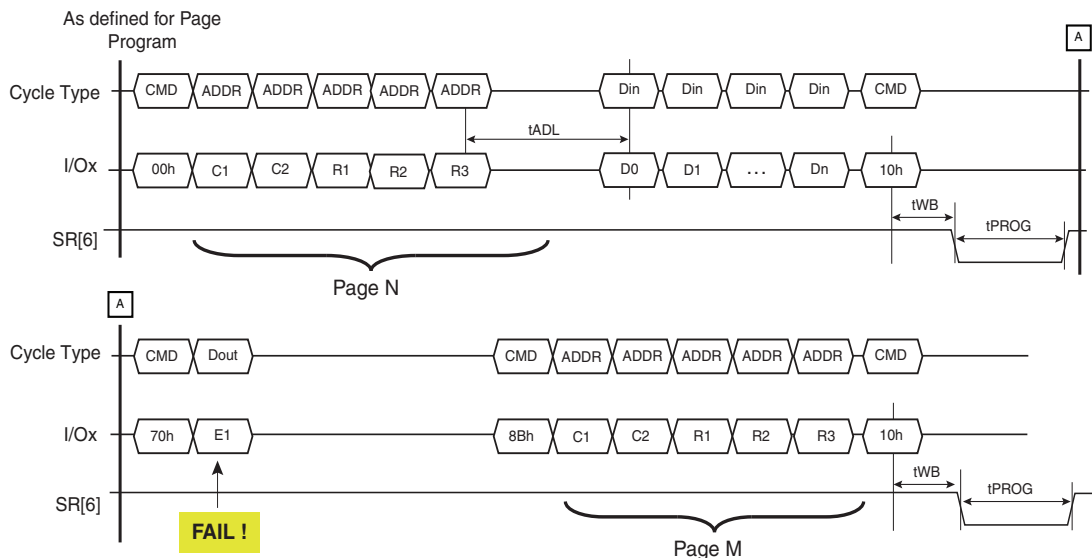 As defined for Page
Program
A
Cycle Type CMD ADDR ADDR ADDR ADDR ADDR Din Din Din Din CMD
tADL
I/Ox 00h C1 C2 R1 R2 R3 D0 D1 ... Dn 10h
tWB
tPROG
SR[6]
Page N
A
Cycle Type CMD Dout CMD ADDR ADDR ADDR ADDR ADDR CMD
I/Ox 70h E1 8Bh C1 C2 R1 R2 R3 10h
tWB
tPROG
SR[6]
FAIL !
Page M